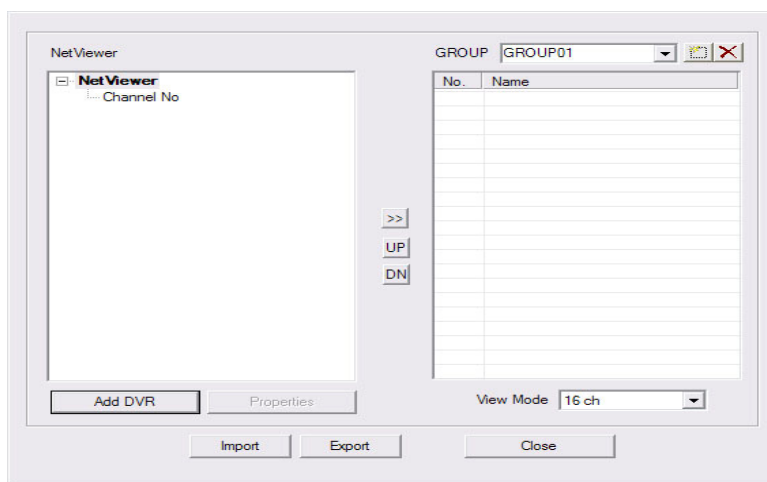 NetViewer
GROUP GROUP01
NetViewer
Channel No
No. Name
>>
UP
DN
Add DVR Properties
View Mode 16 ch
Import Export Close